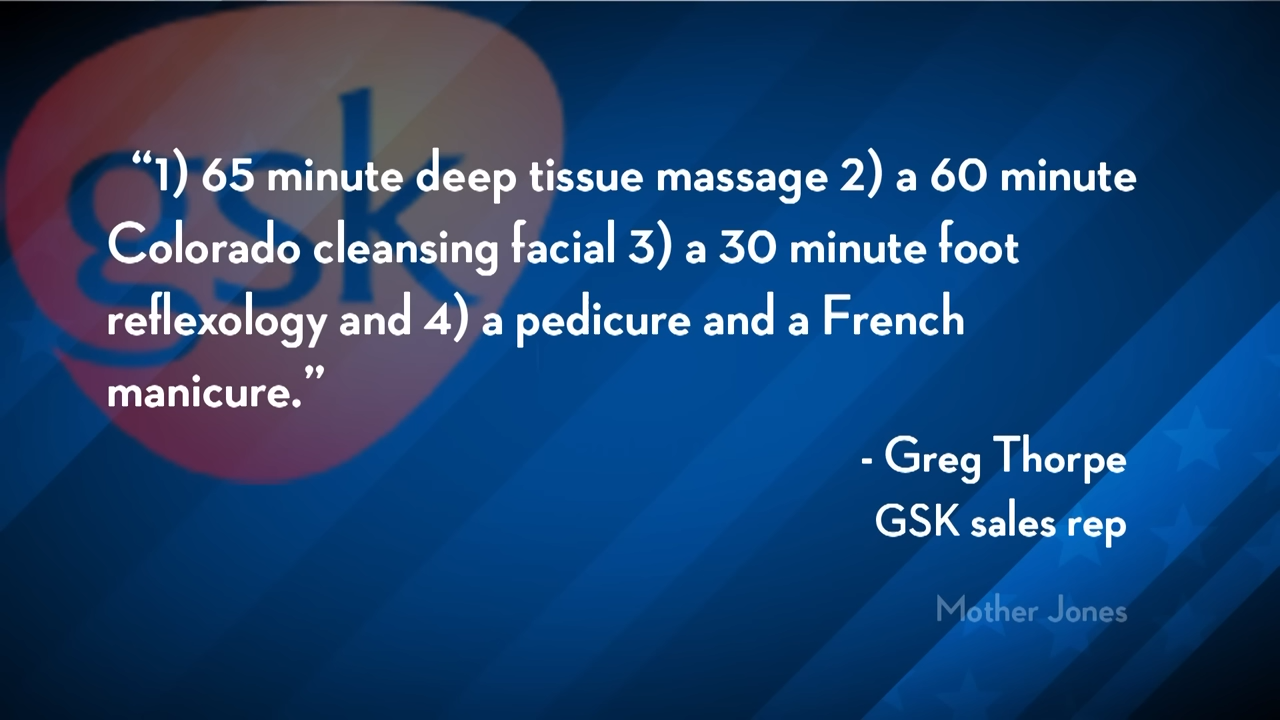 gsk
“1) 65 minute deep tissue massage 2) a 60 minute
Colorado cleansing facial 3) a 30 minute foot
reflexology and 4) a pedicure and a French
manicure.”
- Greg Thorpe
GSK sales rep
Mother Jones